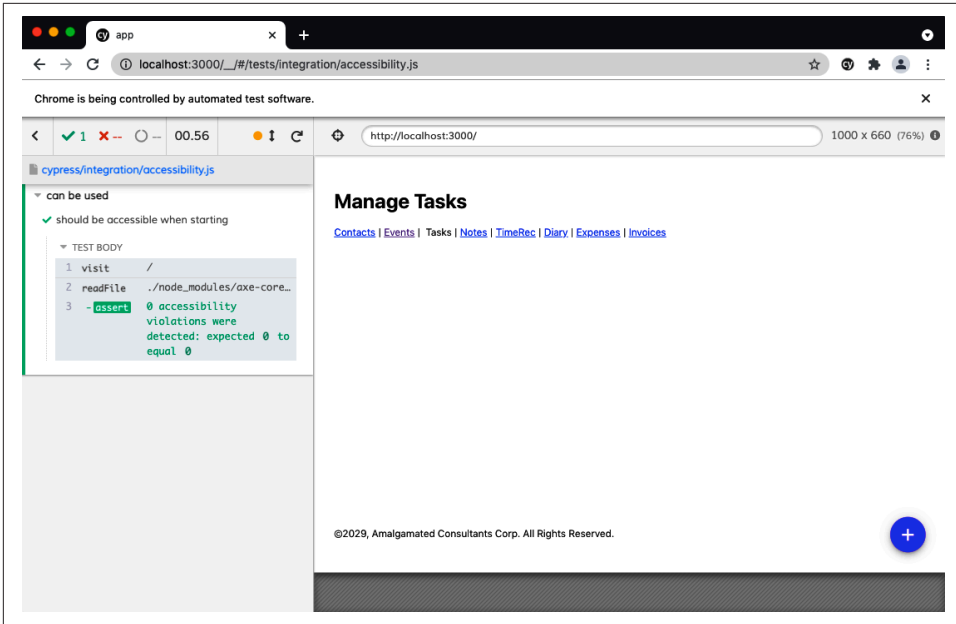 cy app × +
localhost:3000/__/#/tests/integration/accessibility.js
Chrome is being controlled by automated test software. ×
1 -- -- 00.56
http://localhost:3000/ 1000 x 660 (76%)
cypress/integration/accessibility.js
can be used
should be accessible when starting
TEST BODY
1 visit /
2 readFile ./node_modules/axe-core…
3 -assert 0 accessibility
violations were
detected: expected 0 to
equal 0
Manage Tasks
Contacts | Events | Tasks | Notes | TimeRec | Diary | Expenses | Invoices
©2029, Amalgamated Consultants Corp. All Rights Reserved.
+